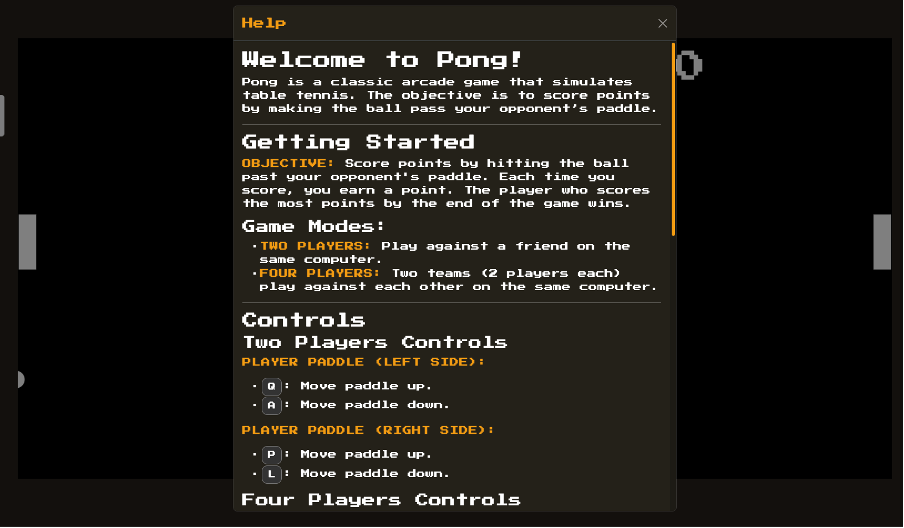 Help
0
Welcome to Pong!
Pong is a classic arcade game that simulates
table tennis. The objective is to score points
by making the ball pass your opponent’s paddle.
Getting Started
OBJECTIVE: Score points by hitting the ball
past your opponent's paddle. Each time you
score, you earn a point. The player who scores
the most points by the end of the game wins.
Game Modes:
• TWO PLAYERS: Play against a friend on the
same computer.
• FOUR PLAYERS: Two teams (2 players each)
play against each other on the same computer.
Controls
Two Players Controls
PLAYER PADDLE (LEFT SIDE):
• Q : Move paddle up.
• A : Move paddle down.
PLAYER PADDLE (RIGHT SIDE):
• P : Move paddle up.
• L : Move paddle down.
Four Players Controls